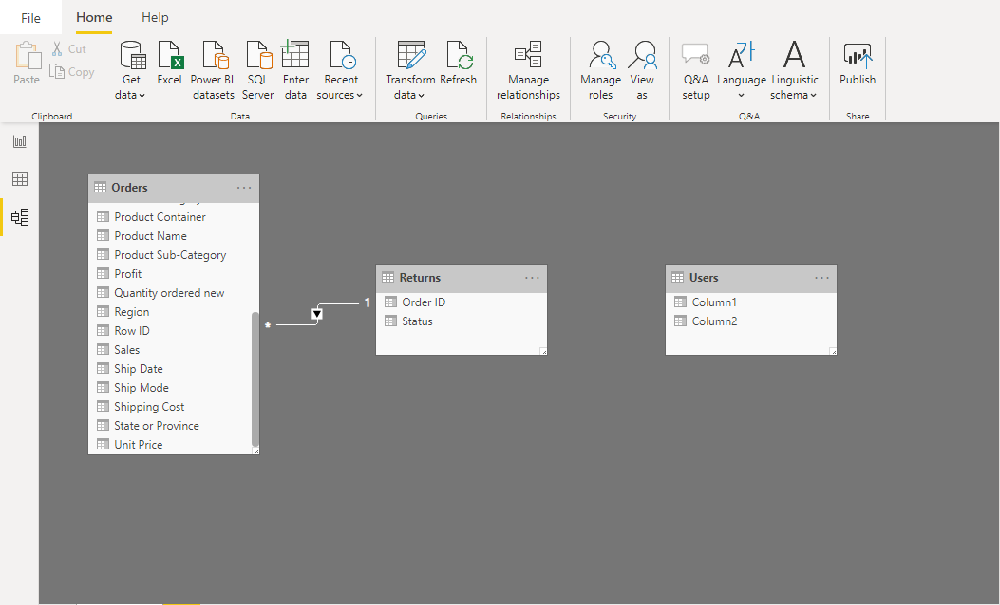 File Home Help
Paste
Cut
Copy
Get data
Excel
Power BI datasets
SQL Server
Enter data
Recent sources
Transform data
Refresh
Manage relationships
Manage roles
View as
Q&A setup
Language
Linguistic schema
Publish
Clipboard Data Queries Relationships Security Q&A Share
Orders
Product Container
Product Name
Product Sub-Category
Profit
Quantity ordered new
Region
Row ID
Sales
Ship Date
Ship Mode
Shipping Cost
State or Province
Unit Price
*
1
Returns
Order ID
Status
Users
Column1
Column2